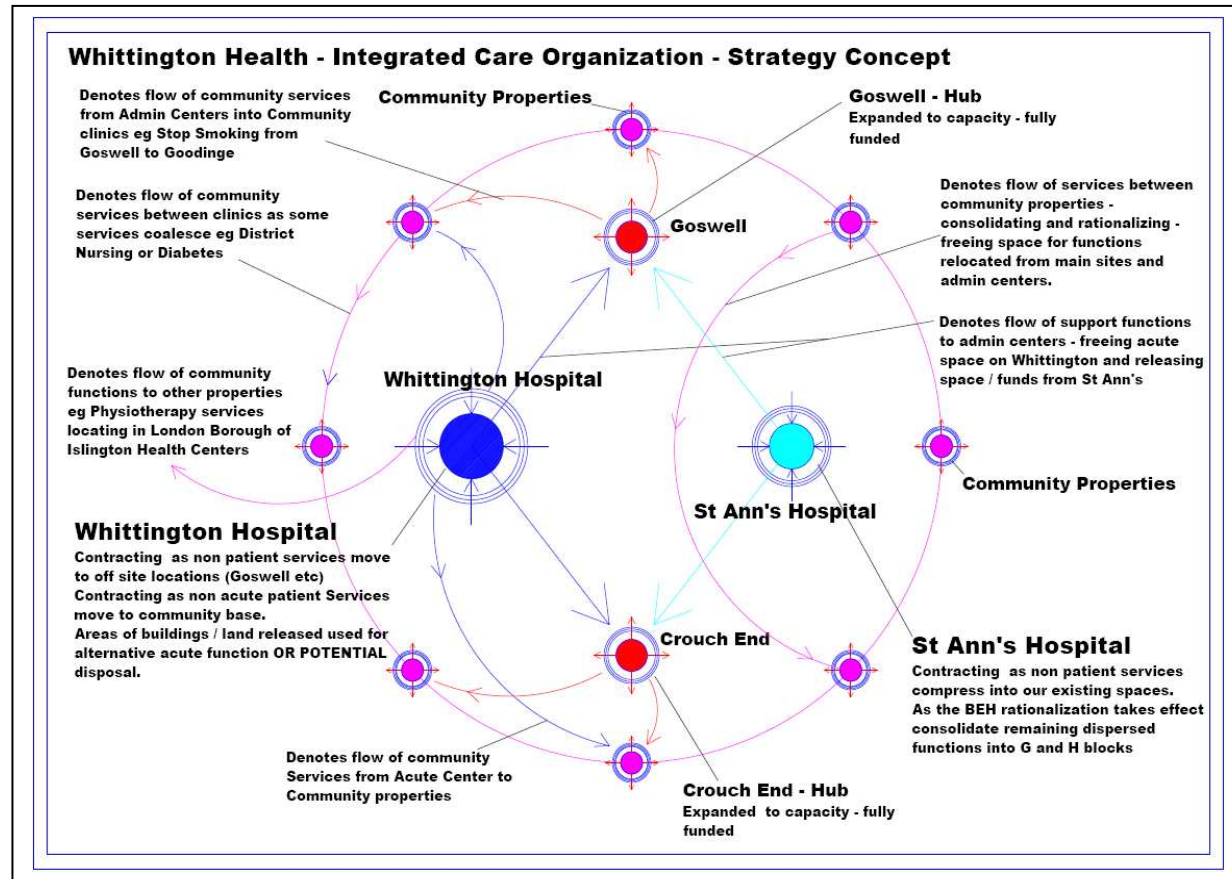 Whittington Health - Integrated Care Organization - Strategy Concept
Denotes flow of community services
from Admin Centers into Community
clinics eg Stop Smoking from
Goswell to Goodinge
Community Properties
Goswell - Hub
Expanded to capacity - fully
funded
Denotes flow of community
services between clinics as some
services coalesce eg District
Nursing or Diabetes
Goswell
Denotes flow of services between
community properties -
consolidating and rationalizing -
freeing space for functions
relocated from main sites and
admin centers.
Denotes flow of support functions
to admin centers - freeing acute
space on Whittington and releasing
space / funds from St Ann's
Denotes flow of community
functions to other properties
eg Physiotherapy services
locating in London Borough of
Islington Health Centers
Whittington Hospital
St Ann's Hospital
Community Properties
Whittington Hospital
Contracting as non patient services move
to off site locations (Goswell etc)
Contracting as non acute patient Services
move to community base.
Areas of buildings / land released used for
alternative acute function OR POTENTIAL
disposal.
Crouch End
St Ann's Hospital
Contracting as non patient services
compress into our existing spaces.
As the BEH rationalization takes effect
consolidate remaining dispersed
functions into G and H blocks
Denotes flow of community
Services from Acute Center to
Community properties
Crouch End - Hub
Expanded to capacity - fully
funded